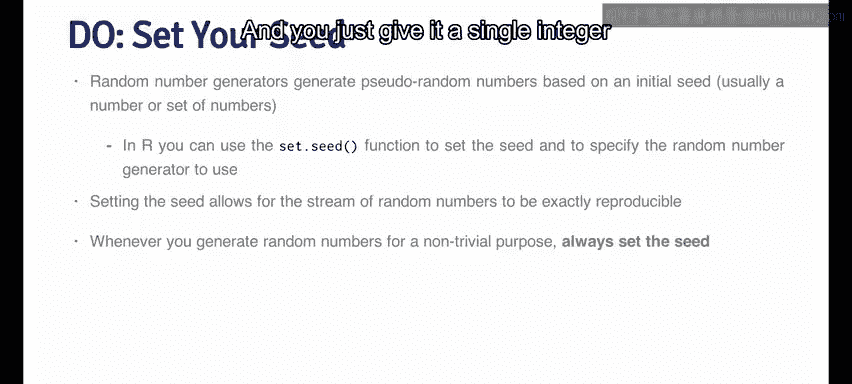 DO: Set Your Seed
And you just give it a single integer
· Random number generators generate pseudo-random numbers based on an initial seed (usually a
number or set of numbers)
- In R you can use the set.seed() function to set the seed and to specify the random number
generator to use
· Setting the seed allows for the stream of random numbers to be exactly reproducible
· Whenever you generate random numbers for a non-trivial purpose, always set the seed